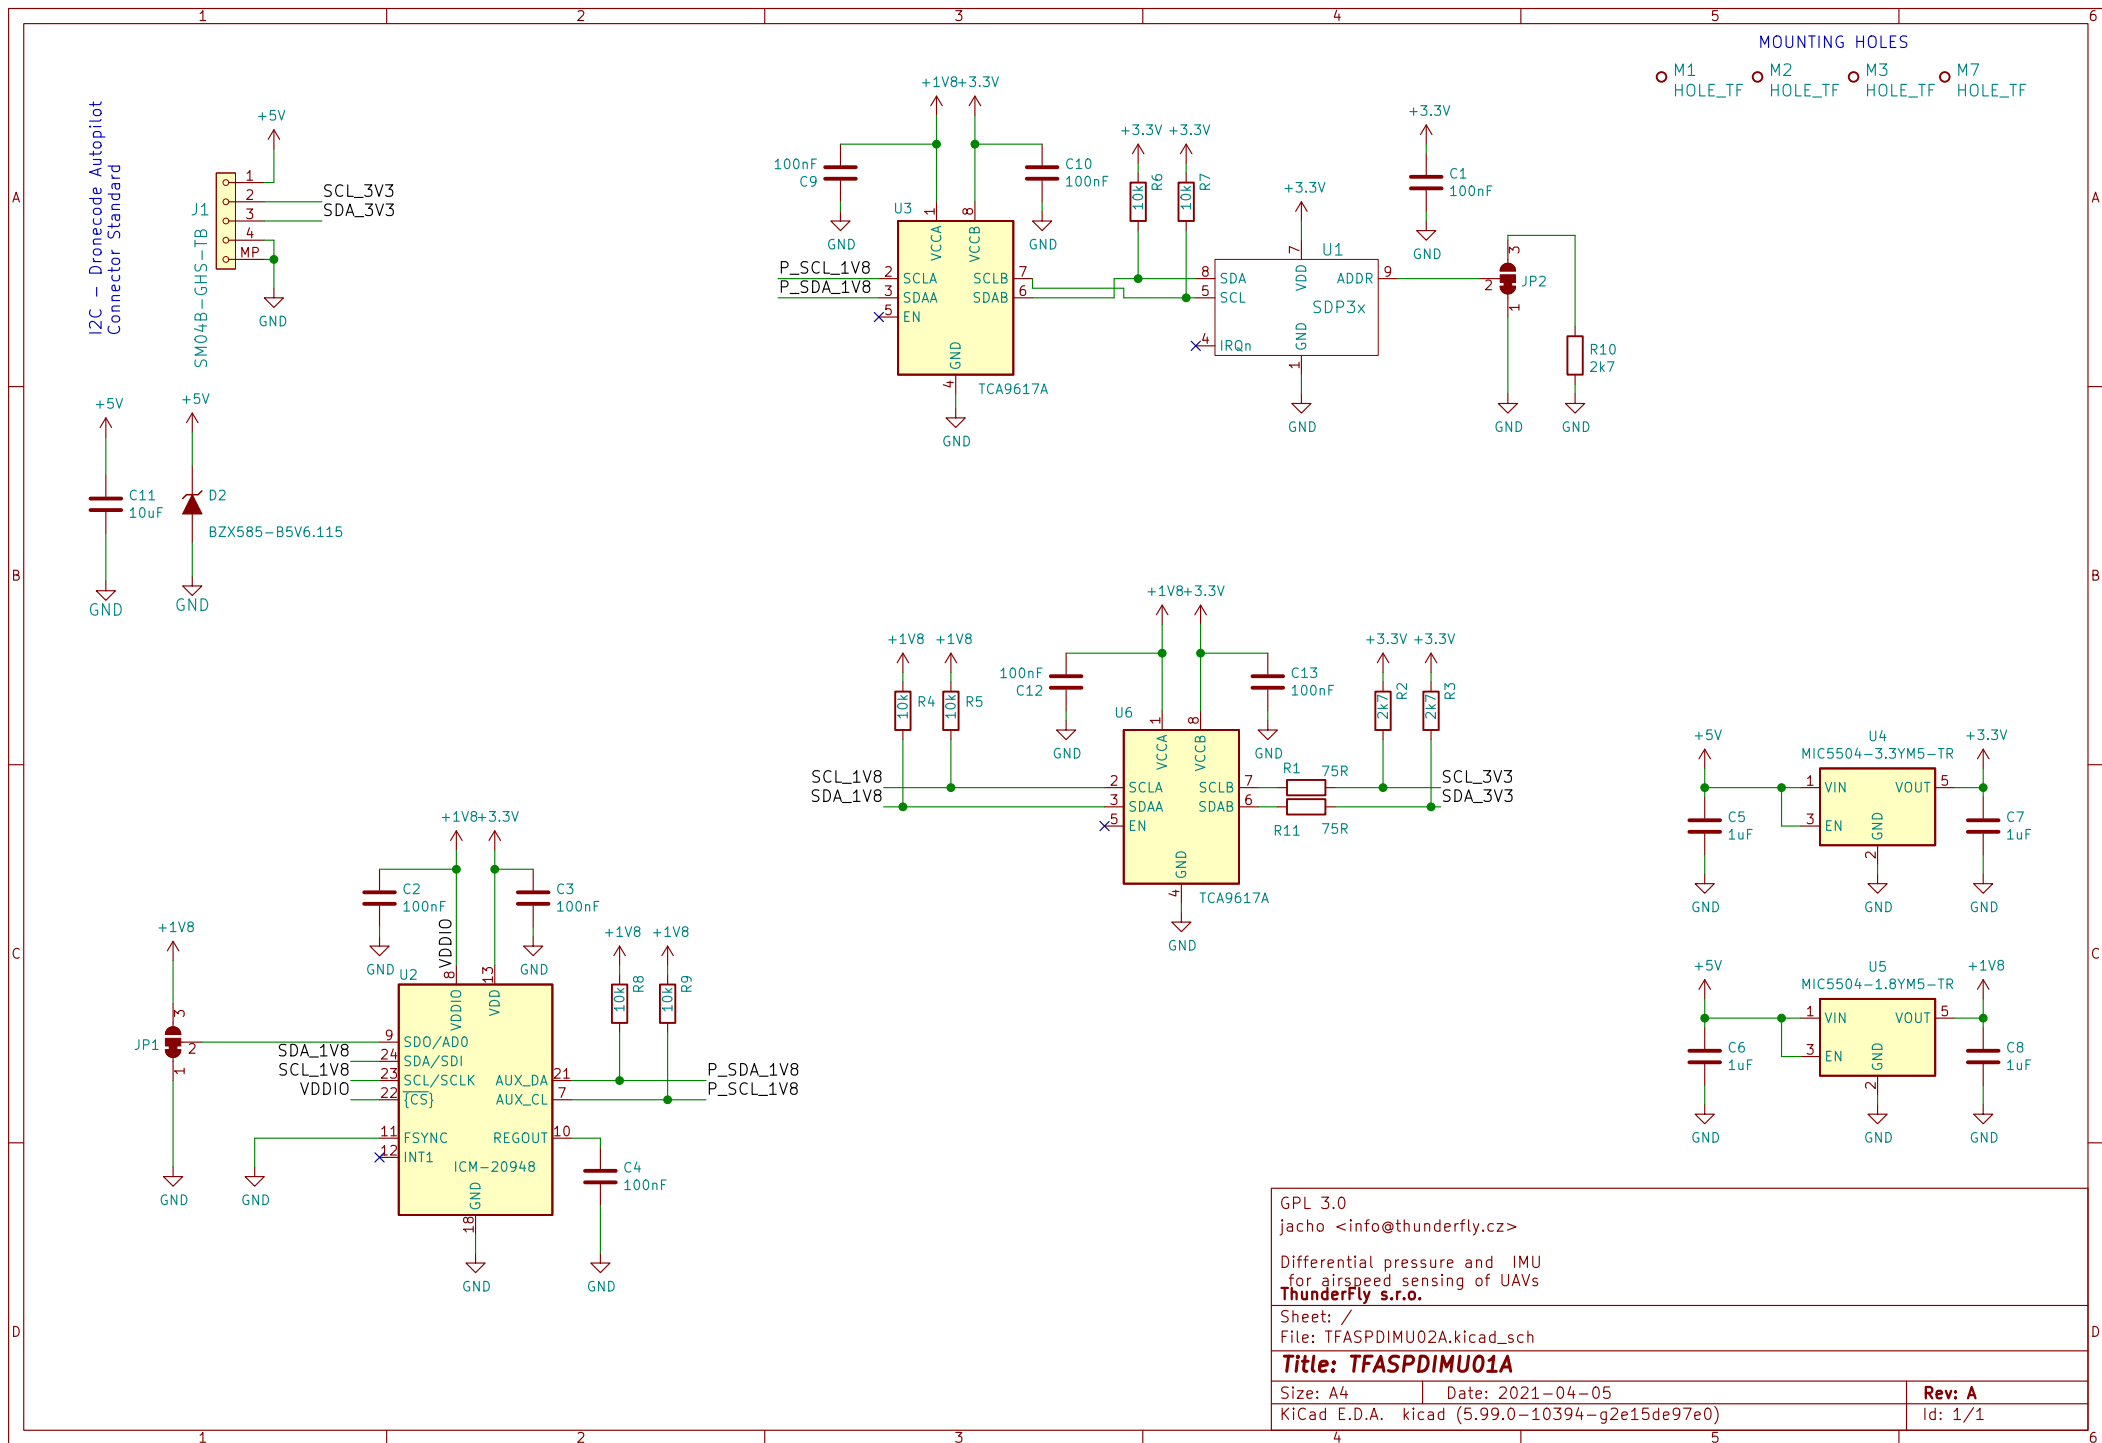 1 2 3 4 5 6
A
B
C
D
MOUNTING HOLES
M1
HOLE_TF
M2
HOLE_TF
M3
HOLE_TF
M7
HOLE_TF
I2C - Dronecode Autopilot
Connector Standard
+5V
J1
SM04B-GHS-TB
1
2
3
4
MP
SCL_3V3
SDA_3V3
GND
+5V
C11
10uF
GND
+5V
D2
BZX585-B5V6.115
GND
+1V8
+3.3V
100nF
C9
GND
C10
100nF
GND
U3
1
VCCA
8
VCCB
P_SCL_1V8
2
SCLA
P_SDA_1V8
3
SDAA
5
EN
SCLB
7
SDAB
6
GND
4
TCA9617A
GND
+3.3V
+3.3V
10k
R6
10k
R7
+3.3V
U1
7
VDD
8
SDA
5
SCL
ADDR
9
SDP3x
4
IRQn
GND
1
GND
+3.3V
C1
100nF
GND
3
2
1
JP2
GND
R10
2k7
GND
+1V8
+3.3V
100nF
C12
GND
C13
100nF
GND
+1V8
+1V8
10k
R4
10k
R5
U6
1
VCCA
8
VCCB
SCL_1V8
2
SCLA
SDA_1V8
3
SDAA
5
EN
SCLB
7
SDAB
6
GND
4
TCA9617A
GND
R1
75R
R11
75R
+3.3V
+3.3V
2k7
R2
2k7
R3
SCL_3V3
SDA_3V3
+5V
U4
MIC5504-3.3YM5-TR
+3.3V
1
VIN
VOUT
5
3
EN
GND
2
C5
1uF
C7
1uF
GND
GND
GND
+5V
U5
MIC5504-1.8YM5-TR
+1V8
1
VIN
VOUT
5
3
EN
GND
2
C6
1uF
C8
1uF
GND
GND
GND
+1V8
+3.3V
C2
100nF
GND
C3
100nF
GND
VDDIO
U2
8
VDDIO
13
VDD
+1V8
3
JP1
2
1
GND
9
SDO/AD0
SDA_1V8
24
SDA/SDI
SCL_1V8
23
SCL/SCLK
VDDIO
22
{CS}
11
FSYNC
12
INT1
GND
AUX_DA
21
P_SDA_1V8
AUX_CL
7
P_SCL_1V8
REGOUT
10
ICM-20948
GND
18
GND
+1V8
+1V8
10k
R8
10k
R9
C4
100nF
GND
GPL 3.0
jacho <info@thunderfly.cz>
Differential pressure and  IMU
for airspeed sensing of UAVs
ThunderFly s.r.o.
Sheet: /
File: TFASPDIMU02A.kicad_sch
Title: TFASPDIMU01A
Size: A4
Date: 2021-04-05
Rev: A
KiCad E.D.A.  kicad (5.99.0-10394-g2e15de97e0)
Id: 1/1
A
B
C
D
1 2 3 4 5 6